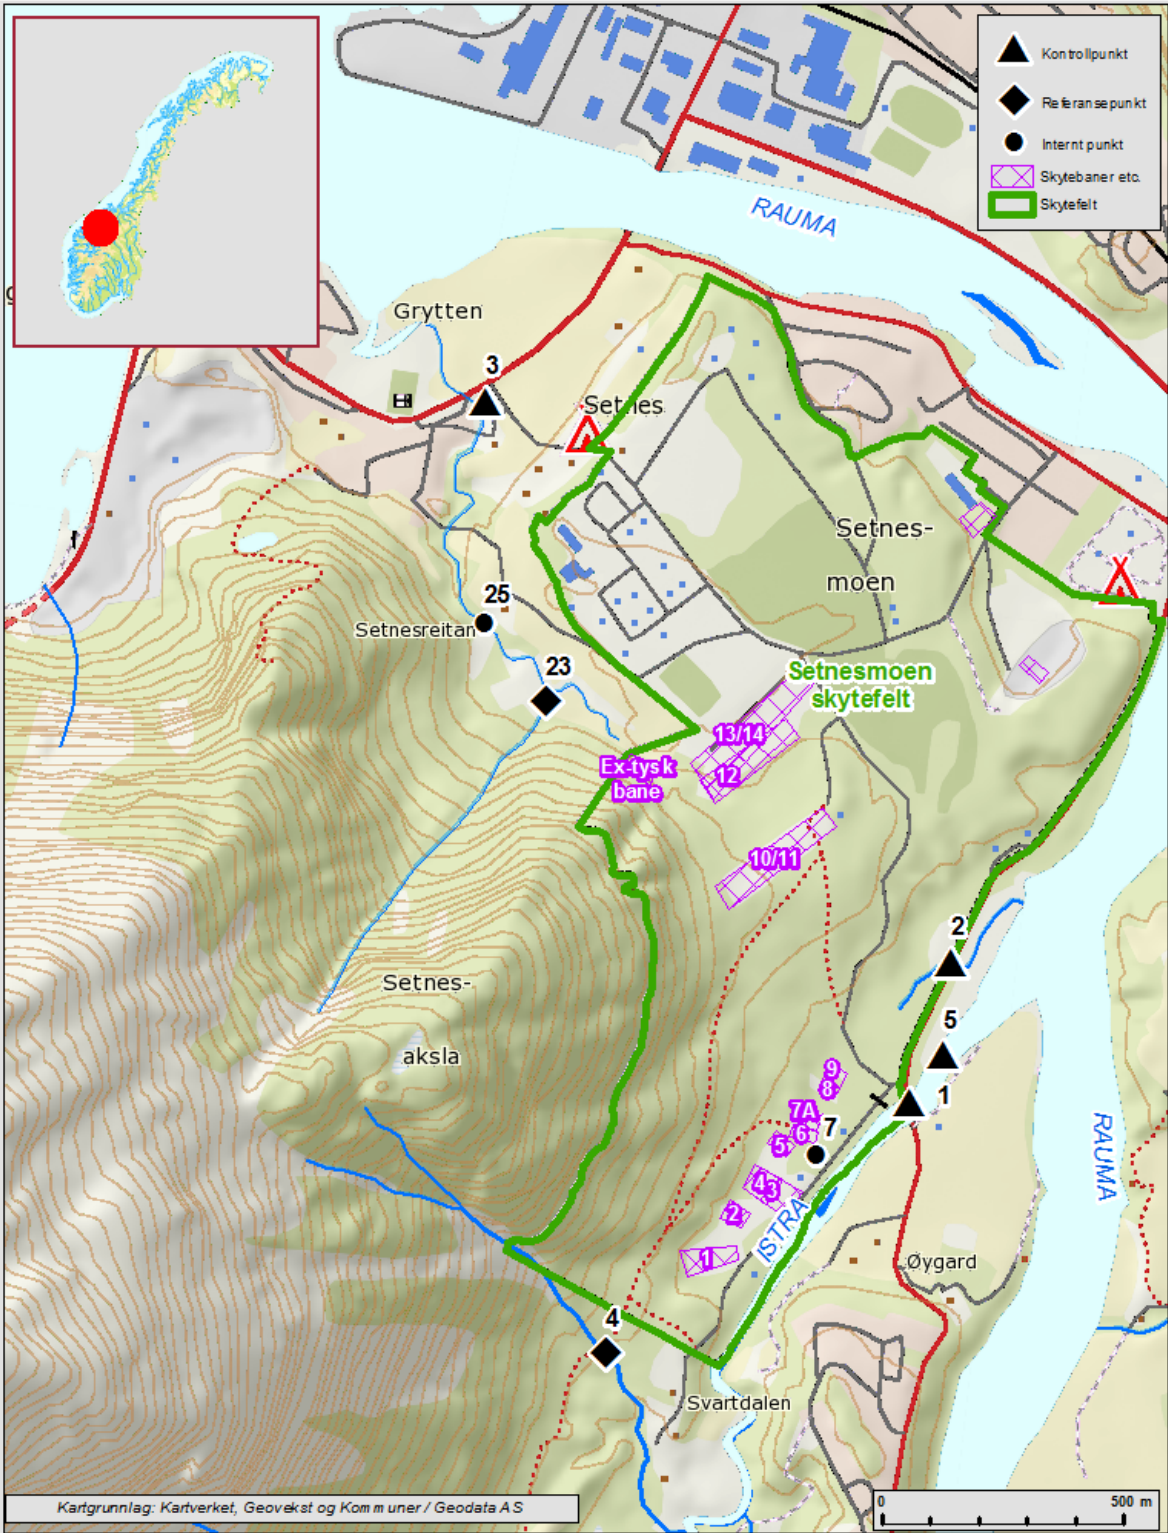 Kontrollpunkt
Referansepunkt
Internt punkt
Skytebaner etc.
Skytefelt
RAUMA
Grytten
3
Setnes
Setnes-
moen
25
Setnesreitan
23
Setnesmoen
skytefelt
13/14
Ex-tysk
bane
12
10/11
2
Setnes-
5
aksla
9
8
1
7A
7
6
5
4
3
2
RAUMA
ISTRA
1
Øygard
4
Svartdalen
Kartgrunnlag: Kartverket, Geovekst og Kommuner / Geodata AS
0 500 m